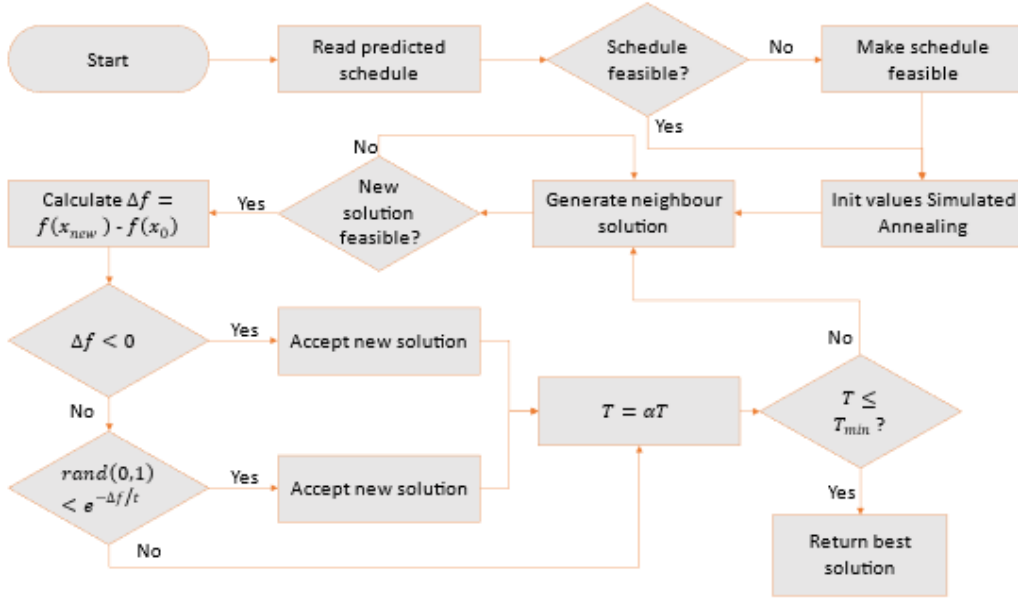 Start
Read predicted
schedule
Schedule
feasible?
No
Make schedule
feasible
Yes
No
Calculate Δf =
f(x_new) - f(x_0)
Yes
New
solution
feasible?
Generate neighbour
solution
Init values Simulated
Annealing
Δf < 0
Yes
Accept new solution
No
No
T = αT
T ≤
T_min ?
rand(0,1)
< e^{-Δf/t}
Yes
Accept new solution
Yes
No
Return best
solution